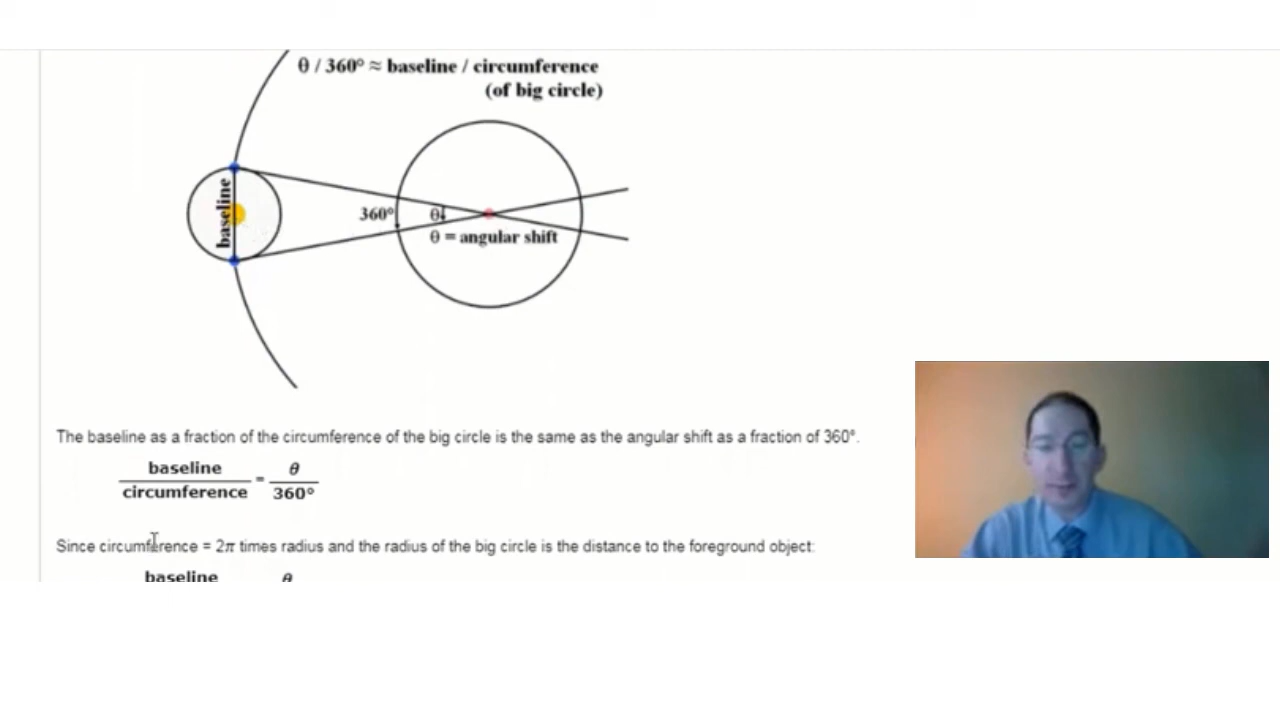 θ / 360° ≈ baseline / circumference
(of big circle)
baseline
360°
θ
θ = angular shift
The baseline as a fraction of the circumference of the big circle is the same as the angular shift as a fraction of 360°.
baseline θ
= 
circumference 360°
Since circumference = 2π times radius and the radius of the big circle is the distance to the foreground object:
baseline θ